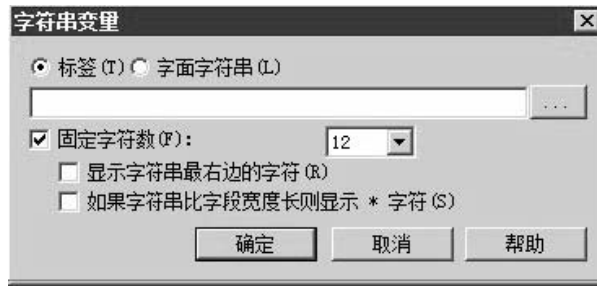 字符串变量
标签(T) 字面字符串(L)
...
固定字符数(F): 12
显示字符串最右边的字符(R)
如果字符串比字段宽度长则显示 * 字符(S)
确定 取消 帮助